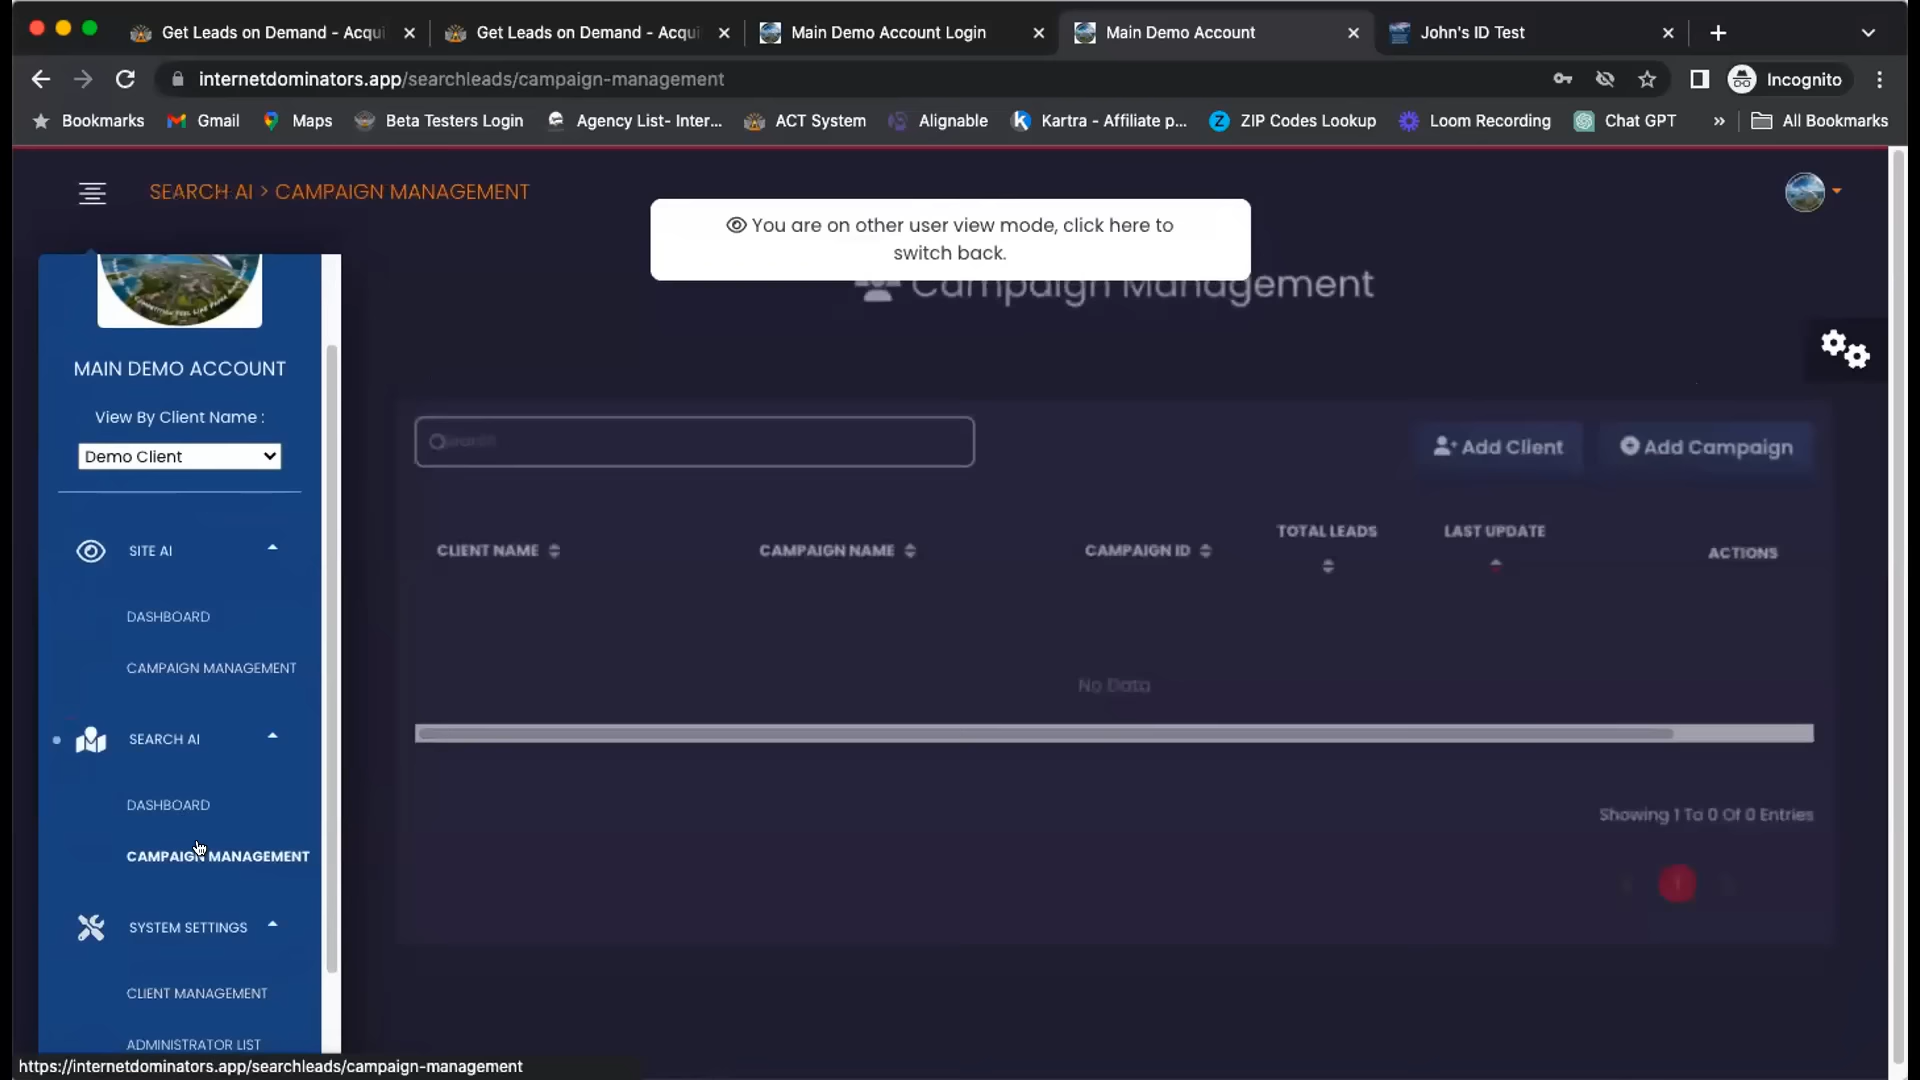 Get Leads on Demand - Acqui
Get Leads on Demand - Acqui
Main Demo Account Login
Main Demo Account
John's ID Test
internetdominators.app/searchleads/campaign-management
Incognito
Bookmarks
Gmail
Maps
Beta Testers Login
Agency List- Inter...
ACT System
Alignable
Kartra - Affiliate p...
ZIP Codes Lookup
Loom Recording
Chat GPT
»
All Bookmarks
SEARCH AI > CAMPAIGN MANAGEMENT
You are on other user view mode, click here to
switch back.
Campaign Management
MAIN DEMO ACCOUNT
View By Client Name :
Demo Client
SITE AI
DASHBOARD
CAMPAIGN MANAGEMENT
SEARCH AI
DASHBOARD
CAMPAIGN MANAGEMENT
SYSTEM SETTINGS
CLIENT MANAGEMENT
ADMINISTRATOR LIST
Search
Add Client
Add Campaign
CLIENT NAME
CAMPAIGN NAME
CAMPAIGN ID
TOTAL LEADS
LAST UPDATE
ACTIONS
No Data
Showing 1 To 0 Of 0 Entries
1
https://internetdominators.app/searchleads/campaign-management